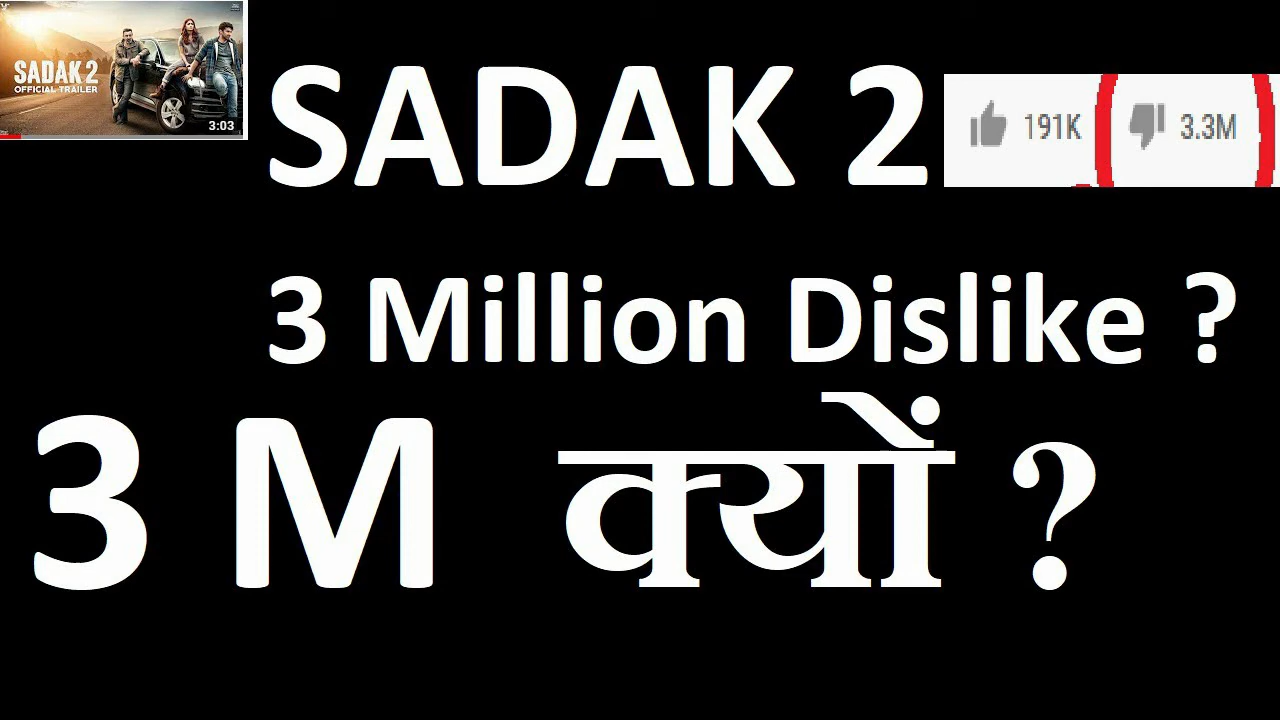 SADAK 2
OFFICIAL TRAILER
3:03
SADAK 2
191K
3.3M
3 Million Dislike ?
3 M क्यों ?